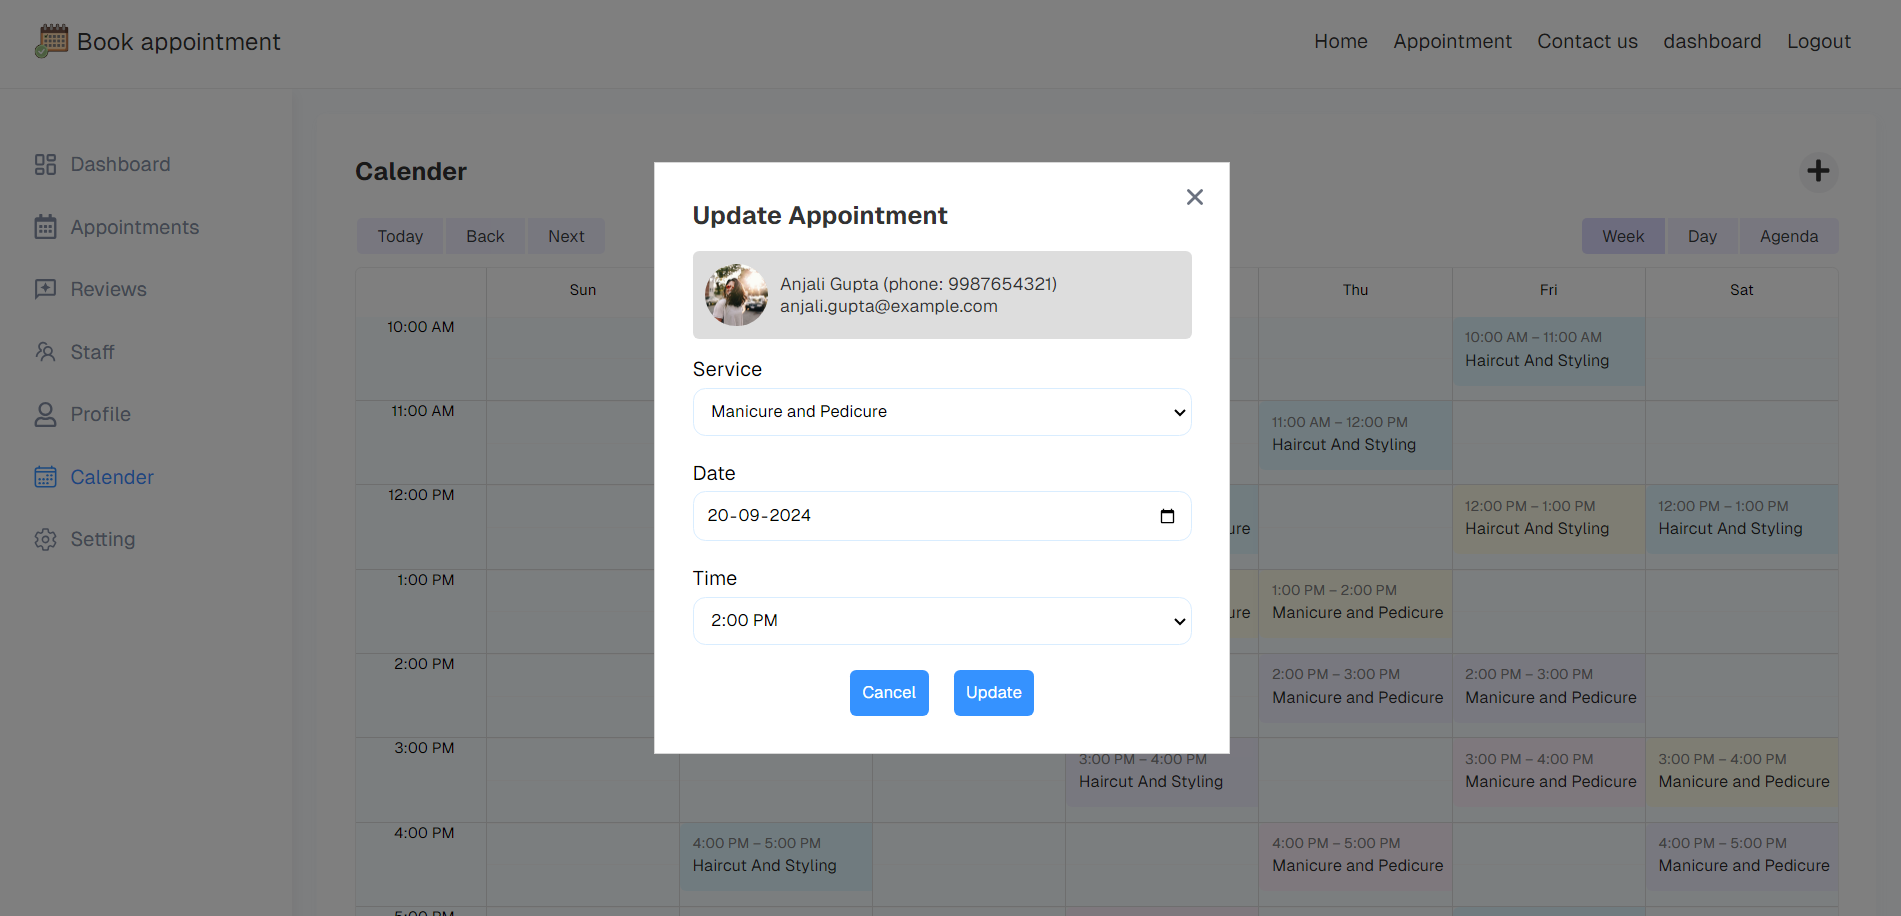 Book appointment
Home Appointment Contact us dashboard Logout
Dashboard
Appointments
Reviews
Staff
Profile
Calender
Setting
Calender
Today Back Next
Week Day Agenda
Sun Thu Fri Sat
10:00 AM
11:00 AM
12:00 PM
1:00 PM
2:00 PM
3:00 PM
4:00 PM
5:00 PM
10:00 AM – 11:00 AM
Haircut And Styling
11:00 AM – 12:00 PM
Haircut And Styling
12:00 PM – 1:00 PM
Haircut And Styling
12:00 PM – 1:00 PM
Haircut And Styling
1:00 PM – 2:00 PM
Manicure and Pedicure
2:00 PM – 3:00 PM
Manicure and Pedicure
2:00 PM – 3:00 PM
Manicure and Pedicure
3:00 PM – 4:00 PM
Haircut And Styling
3:00 PM – 4:00 PM
Manicure and Pedicure
3:00 PM – 4:00 PM
Manicure and Pedicure
4:00 PM – 5:00 PM
Haircut And Styling
4:00 PM – 5:00 PM
Manicure and Pedicure
4:00 PM – 5:00 PM
Manicure and Pedicure
Update Appointment
Anjali Gupta (phone: 9987654321)
anjali.gupta@example.com
Service
Manicure and Pedicure
Date
20-09-2024
Time
2:00 PM
Cancel Update